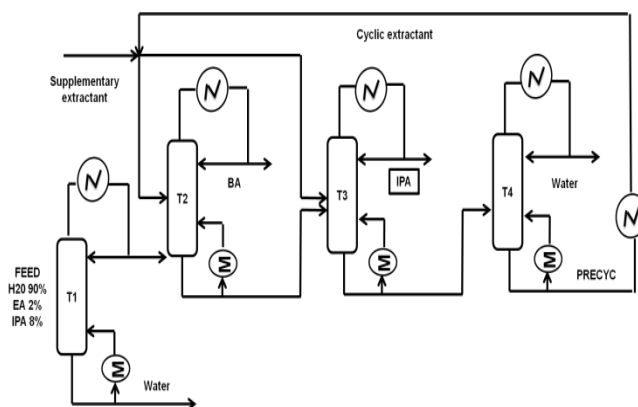 Cyclic extractant
Supplementary
extractant
N
N
N
N
N
T2
BA
T3
IPA
T4
Water
FEED
H20 90%
EA 2%
IPA 8%
T1
M
M
M
M
PRECYC
Water